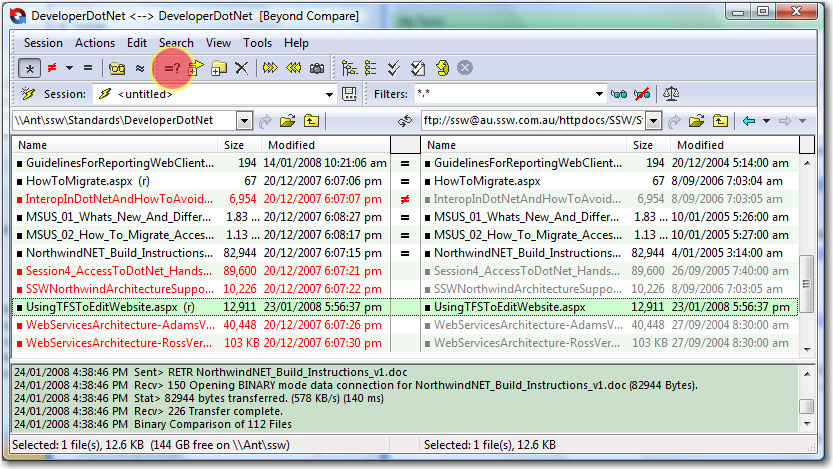 DeveloperDotNet <--> DeveloperDotNet [Beyond Compare]
Session Actions Edit Search View Tools Help
* ≠ = ≈ =?
Session: <untitled> Filters: *.*
\\Ant\ssw\Standards\DeveloperDotNet ftp://ssw@au.ssw.com.au/httpdocs/SSW/S
Name Size Modified Name Size Modified
GuidelinesForReportingWebClient... 194 14/01/2008 10:21:06 am = GuidelinesForReportingWebClient... 194 20/12/2004 5:14:00 am
HowToMigrate.aspx (r) 67 20/12/2007 6:07:06 pm = HowToMigrate.aspx 67 8/09/2006 7:03:04 am
InteropInDotNetAndHowToAvoid... 6,954 20/12/2007 6:07:07 pm ≠ InteropInDotNetAndHowToAvoid... 6,954 8/09/2006 7:03:05 am
MSUS_01_Whats_New_And_Differ... 1.83 ... 20/12/2007 6:08:27 pm = MSUS_01_Whats_New_And_Differ... 1.83 ... 10/01/2005 5:26:00 am
MSUS_02_How_To_Migrate_Acces... 1.13 ... 20/12/2007 6:08:17 pm = MSUS_02_How_To_Migrate_Acces... 1.13 ... 10/01/2005 5:27:00 am
NorthwindNET_Build_Instructions... 82,944 20/12/2007 6:07:15 pm = NorthwindNET_Build_Instructions... 82,944 4/01/2005 3:14:00 am
Session4_AccessToDotNet_Hands... 89,600 20/12/2007 6:07:21 pm Session4_AccessToDotNet_Hands... 89,600 26/09/2005 7:40:00 am
SSWNorthwindArchitectureSuppo... 10,226 20/12/2007 6:07:22 pm SSWNorthwindArchitectureSuppo... 10,226 8/09/2006 7:03:05 am
UsingTFSToEditWebsite.aspx (r) 12,911 23/01/2008 5:56:37 pm UsingTFSToEditWebsite.aspx 12,911 23/01/2008 5:56:37 pm
WebServicesArchitecture-AdamsV... 40,448 20/12/2007 6:07:26 pm WebServicesArchitecture-AdamsV... 40,448 27/09/2004 8:30:00 am
WebServicesArchitecture-RossVer... 103 KB 20/12/2007 6:07:30 pm WebServicesArchitecture-RossVer... 103 KB 27/09/2004 8:30:00 am
24/01/2008 4:38:46 PM Sent> RETR NorthwindNET_Build_Instructions_v1.doc
24/01/2008 4:38:46 PM Recv> 150 Opening BINARY mode data connection for NorthwindNET_Build_Instructions_v1.doc (82944 Bytes).
24/01/2008 4:38:46 PM Stat> 82944 bytes transferred. (578 KB/s) (140 ms)
24/01/2008 4:38:46 PM Recv> 226 Transfer complete.
24/01/2008 4:38:46 PM Binary Comparison of 112 Files
Selected: 1 file(s), 12.6 KB (144 GB free on \\Ant\ssw) Selected: 1 file(s), 12.6 KB